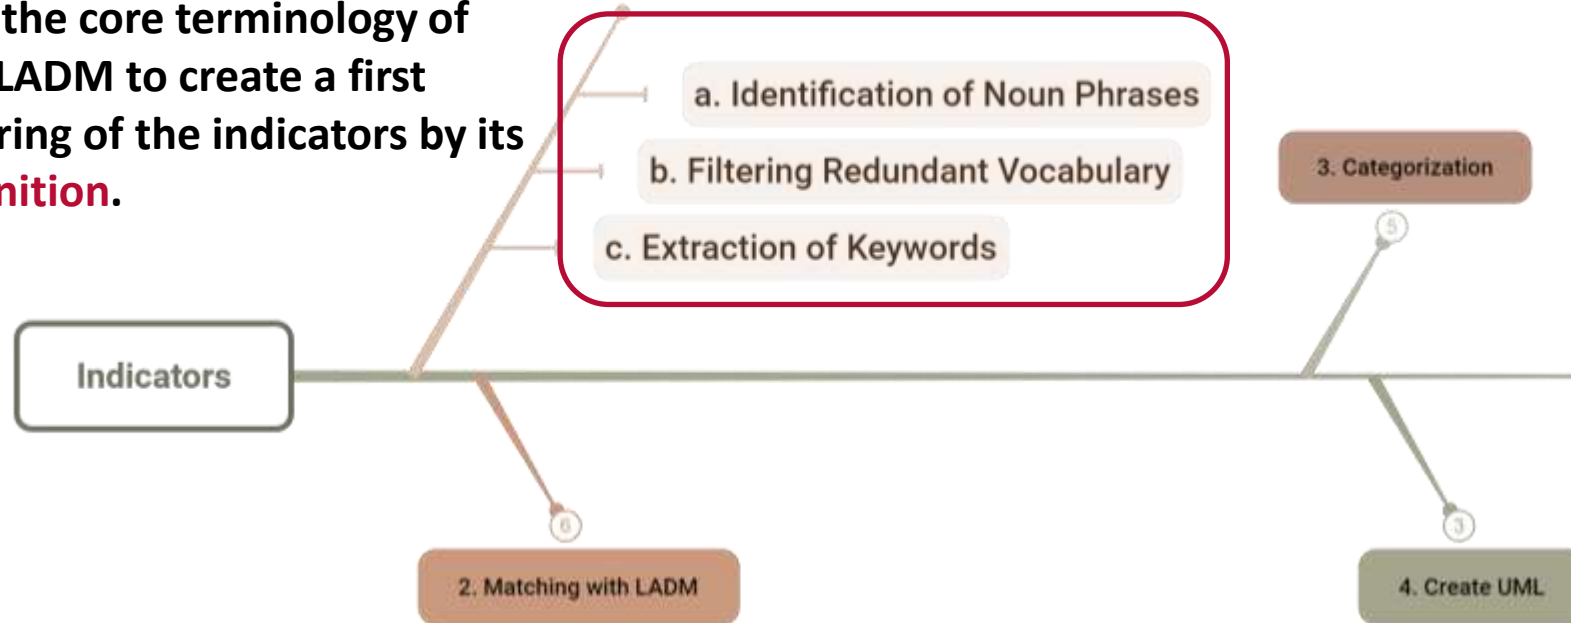 the core terminology of
LADM to create a first
ring of the indicators by its
nition.
a. Identification of Noun Phrases
b. Filtering Redundant Vocabulary
c. Extraction of Keywords
3. Categorization
5
Indicators
6
3
2. Matching with LADM
4. Create UML